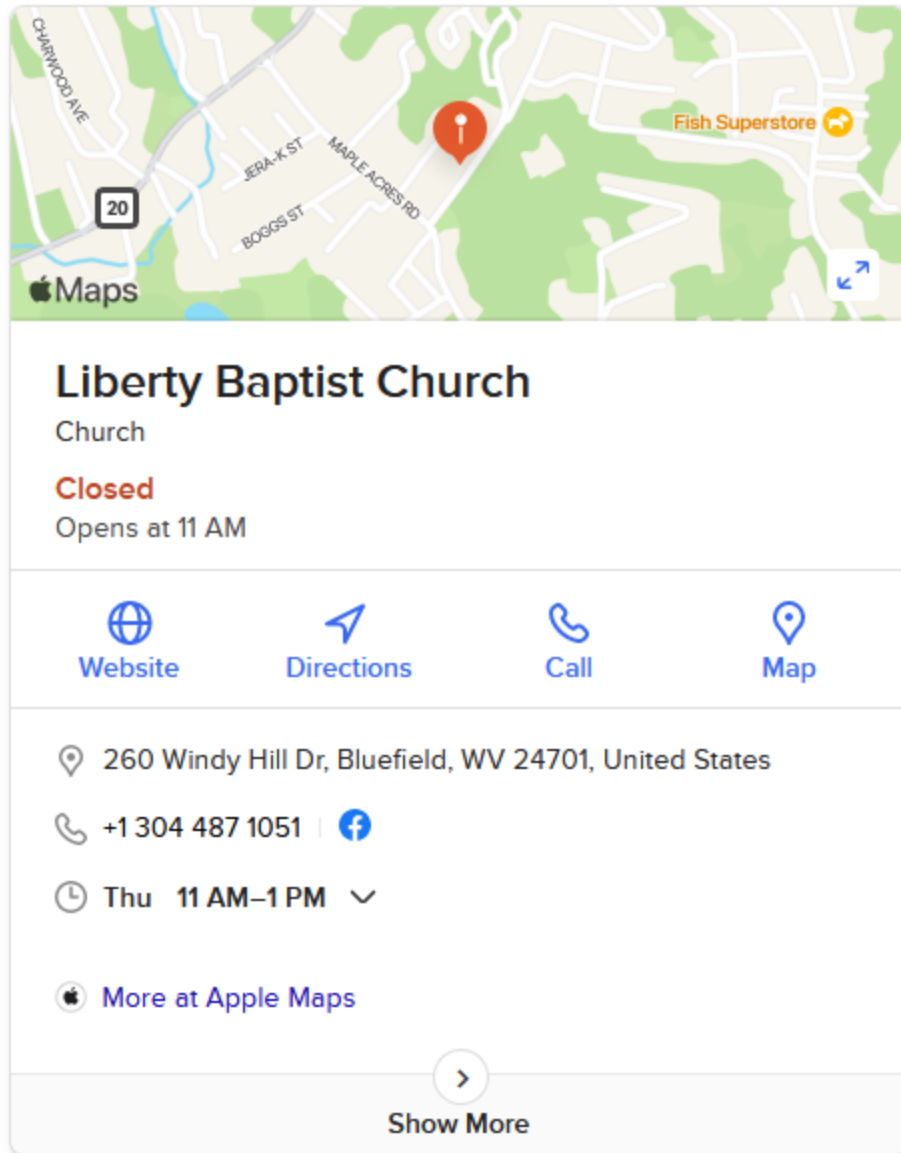 CHARWOOD AVE
Fish Superstore
JERA-K ST
MAPLE ACRES RD
20
BOGGS ST
Maps
Liberty Baptist Church
Church
Closed
Opens at 11 AM
Website Directions Call Map
260 Windy Hill Dr, Bluefield, WV 24701, United States
+1 304 487 1051
Thu 11 AM–1 PM
More at Apple Maps
Show More